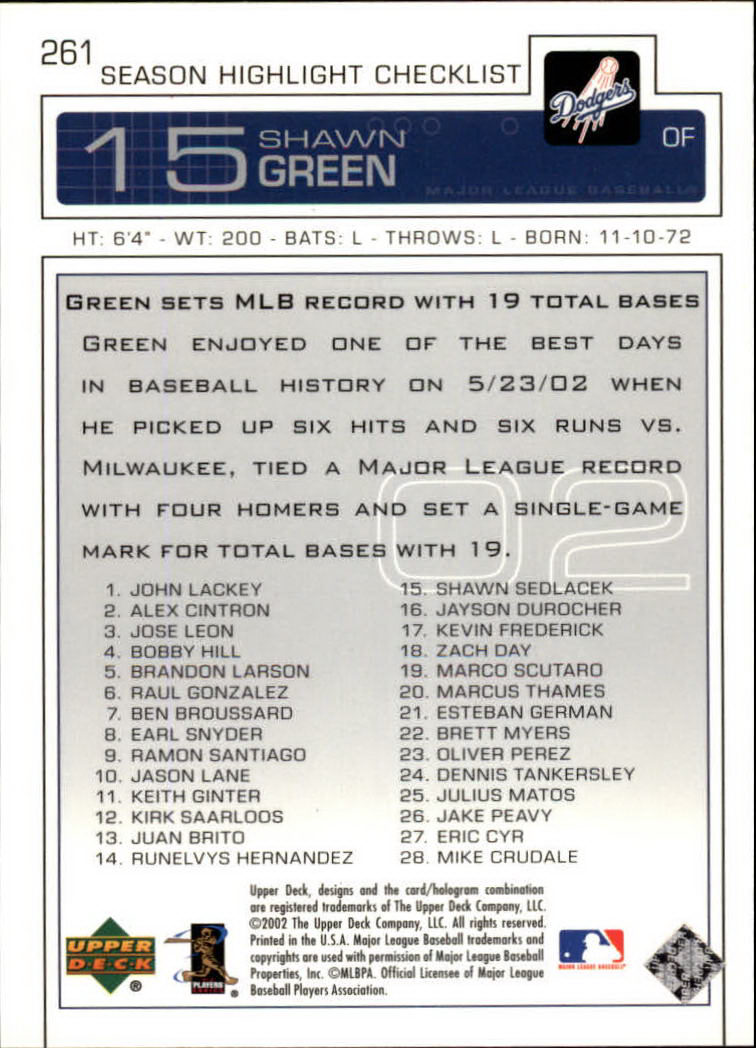 261
SEASON HIGHLIGHT CHECKLIST
Dodgers
15 SHAWN GREEN
OF
MAJOR LEAGUE BASEBALL®
HT: 6'4" - WT: 200 - BATS: L - THROWS: L - BORN: 11-10-72
GREEN SETS MLB RECORD WITH 19 TOTAL BASES
GREEN ENJOYED ONE OF THE BEST DAYS
IN BASEBALL HISTORY ON 5/23/02 WHEN
HE PICKED UP SIX HITS AND SIX RUNS VS.
MILWAUKEE, TIED A MAJOR LEAGUE RECORD
WITH FOUR HOMERS AND SET A SINGLE-GAME
MARK FOR TOTAL BASES WITH 19.
02
1. JOHN LACKEY
2. ALEX CINTRON
3. JOSE LEON
4. BOBBY HILL
5. BRANDON LARSON
6. RAUL GONZALEZ
7. BEN BROUSSARD
8. EARL SNYDER
9. RAMON SANTIAGO
10. JASON LANE
11. KEITH GINTER
12. KIRK SAARLOOS
13. JUAN BRITO
14. RUNELVYS HERNANDEZ
15. SHAWN SEDLACEK
16. JAYSON DUROCHER
17. KEVIN FREDERICK
18. ZACH DAY
19. MARCO SCUTARO
20. MARCUS THAMES
21. ESTEBAN GERMAN
22. BRETT MYERS
23. OLIVER PEREZ
24. DENNIS TANKERSLEY
25. JULIUS MATOS
26. JAKE PEAVY
27. ERIC CYR
28. MIKE CRUDALE
Upper Deck, designs and the card/hologram combination
are registered trademarks of The Upper Deck Company, LLC.
©2002 The Upper Deck Company, LLC. All rights reserved.
Printed in the U.S.A. Major League Baseball trademarks and
copyrights are used with permission of Major League Baseball
Properties, Inc. ©MLBPA. Official Licensee of Major League
Baseball Players Association.
UPPER
DECK
®
PLAYERS
CHOICE
®
MAJOR LEAGUE BASEBALL®